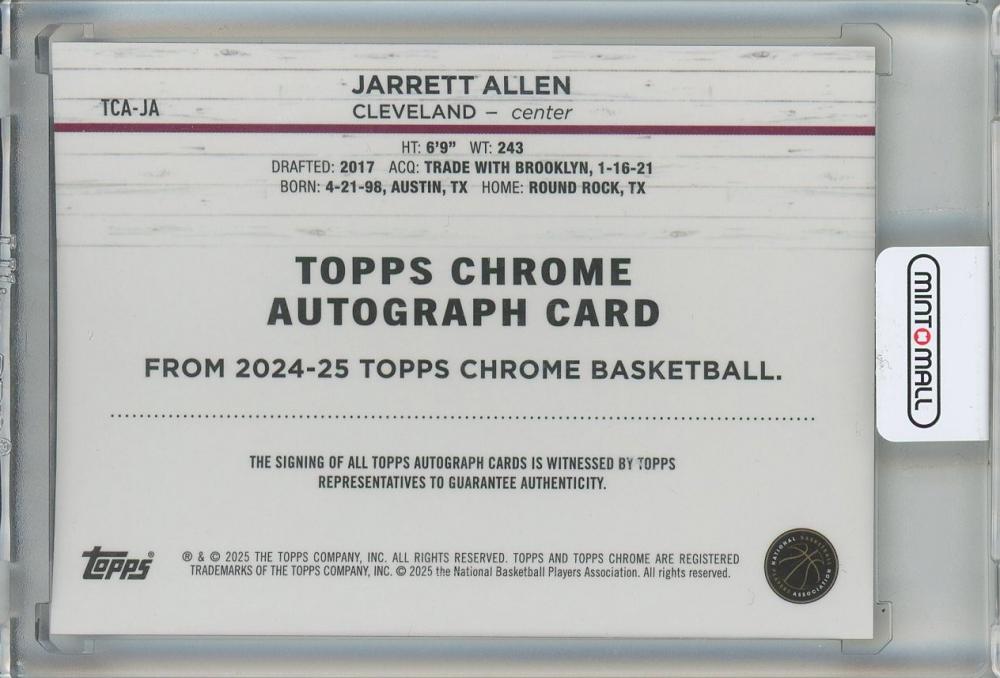 JARRETT ALLEN
TCA-JA
CLEVELAND – center
HT: 6'9" WT: 243
DRAFTED: 2017 ACQ: TRADE WITH BROOKLYN, 1-16-21
BORN: 4-21-98, AUSTIN, TX HOME: ROUND ROCK, TX
TOPPS CHROME
AUTOGRAPH CARD
FROM 2024-25 TOPPS CHROME BASKETBALL.
THE SIGNING OF ALL TOPPS AUTOGRAPH CARDS IS WITNESSED BY TOPPS
REPRESENTATIVES TO GUARANTEE AUTHENTICITY.
topps®
® & © 2025 THE TOPPS COMPANY, INC. ALL RIGHTS RESERVED. TOPPS AND TOPPS CHROME ARE REGISTERED
TRADEMARKS OF THE TOPPS COMPANY, INC. © 2025 the National Basketball Players Association. All rights reserved.
NATIONAL BASKETBALL PLAYERS ASSOCIATION
MINTMALL